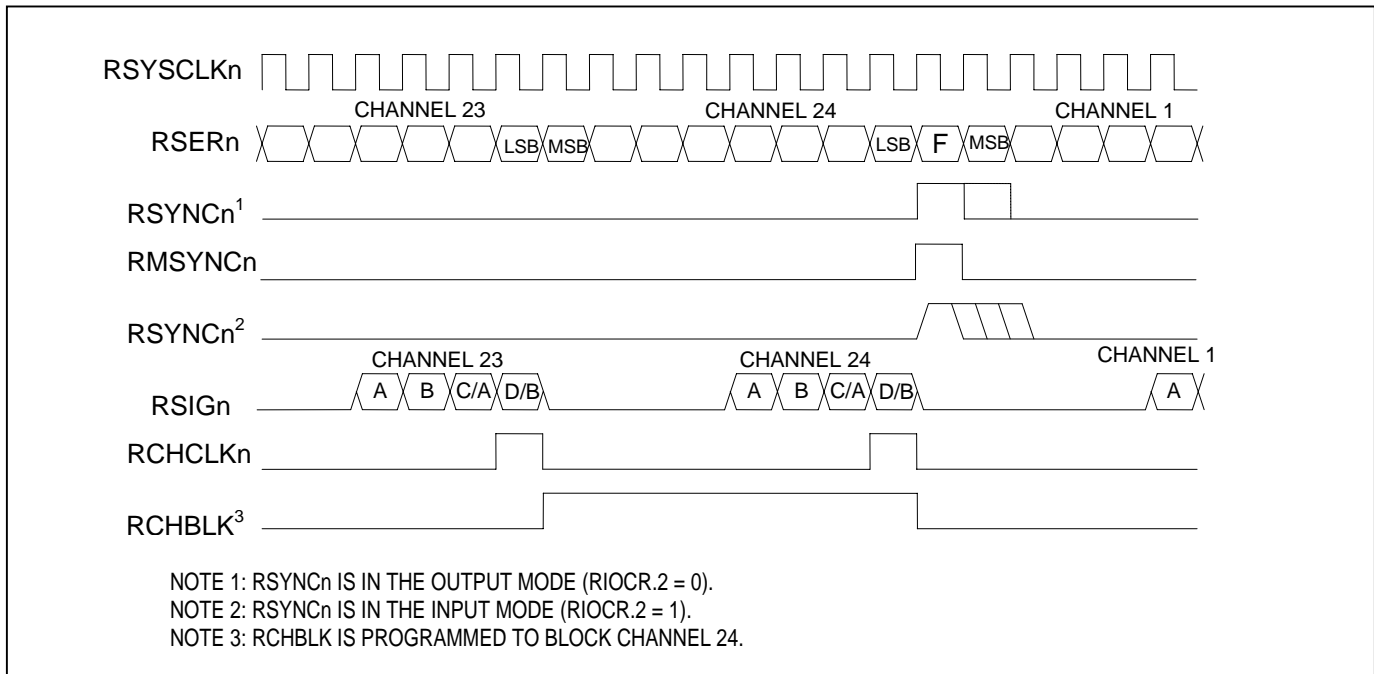 RSYSCLKn
CHANNEL 23 CHANNEL 24 CHANNEL 1
RSERn LSB MSB LSB F MSB
RSYNCn¹
RMSYNCn
RSYNCn²
CHANNEL 23 CHANNEL 24 CHANNEL 1
RSIGn A B C/A D/B A B C/A D/B A
RCHCLKn
RCHBLK³
NOTE 1: RSYNCn IS IN THE OUTPUT MODE (RIOCR.2 = 0).
NOTE 2: RSYNCn IS IN THE INPUT MODE (RIOCR.2 = 1).
NOTE 3: RCHBLK IS PROGRAMMED TO BLOCK CHANNEL 24.